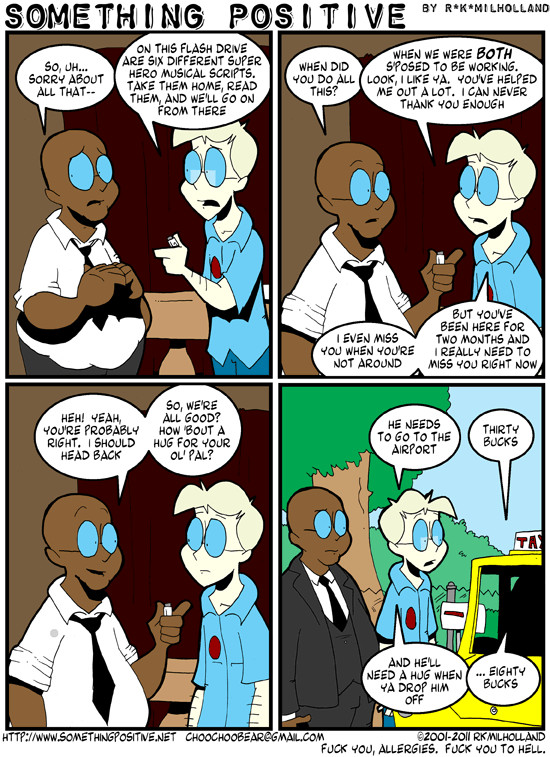 SOMETHING POSITIVE
BY R*K*MILHOLLAND
SO, UH...
SORRY ABOUT
ALL THAT--
ON THIS FLASH DRIVE
ARE SIX DIFFERENT SUPER
HERO MUSICAL SCRIPTS.
TAKE THEM HOME, READ
THEM, AND WE'LL GO ON
FROM THERE
WHEN DID
YOU DO ALL
THIS?
WHEN WE WERE BOTH
S'POSED TO BE WORKING.
LOOK, I LIKE YA. YOU'VE HELPED
ME OUT A LOT. I CAN NEVER
THANK YOU ENOUGH
I EVEN MISS
YOU WHEN YOU'RE
NOT AROUND
BUT YOU'VE
BEEN HERE FOR
TWO MONTHS AND
I REALLY NEED TO
MISS YOU RIGHT NOW
HEH! YEAH,
YOU'RE PROBABLY
RIGHT. I SHOULD
HEAD BACK
SO, WE'RE
ALL GOOD?
HOW 'BOUT A
HUG FOR YOUR
OL' PAL?
HE NEEDS
TO GO TO THE
AIRPORT
THIRTY
BUCKS
TA
AND HE'LL
NEED A HUG WHEN
YA DROP HIM
OFF
... EIGHTY
BUCKS
HTTP://WWW.SOMETHINGPOSITIVE.NET CHOOCHOOBEAR@GMAIL.COM
©2001-2011 RKMILHOLLAND
FUCK YOU, ALLERGIES. FUCK YOU TO HELL.